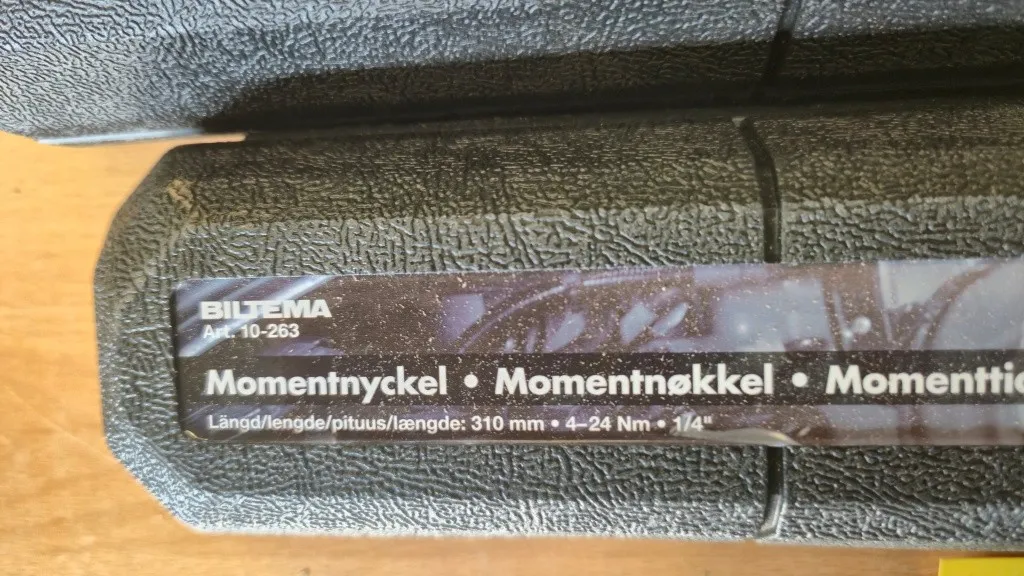 BILTEMA
Art. 10-263
Momentnyckel • Momentnøkkel •
Längd/lengde/pituus/længde: 310 mm • 4–24 Nm • 1/4"